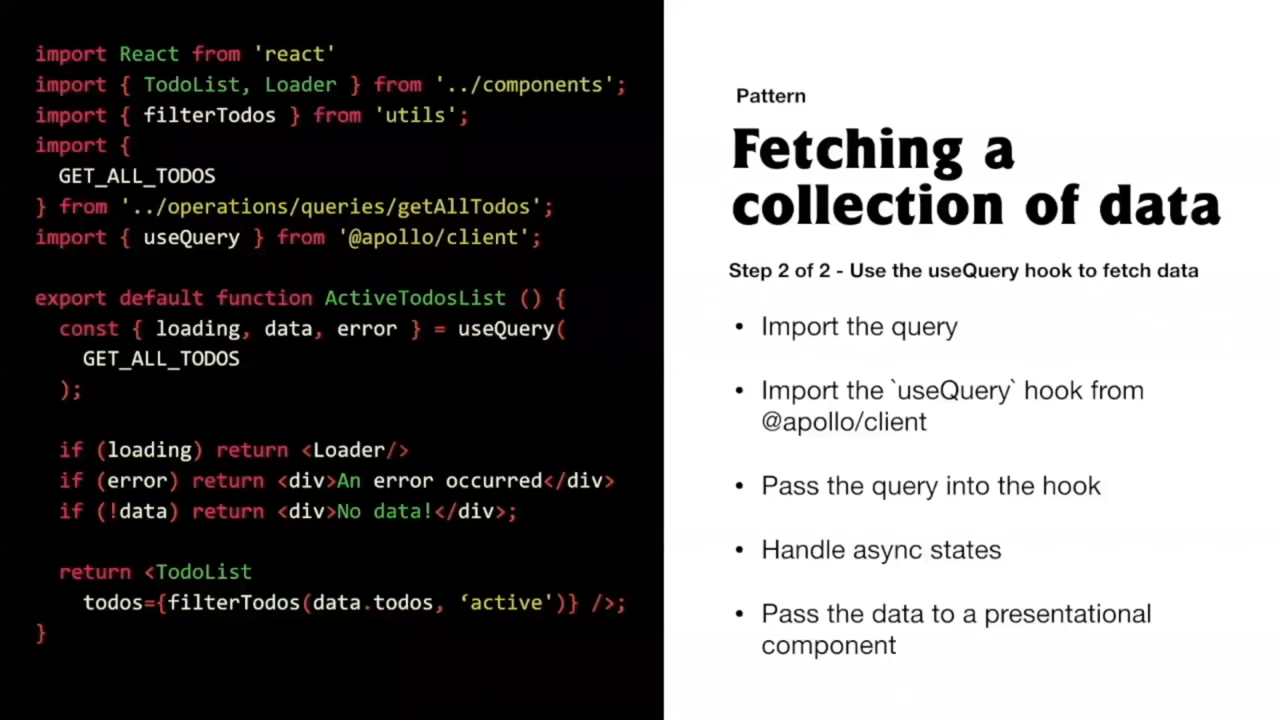 import React from 'react'
import { TodoList, Loader } from '../components';
import { filterTodos } from 'utils';
import {
  GET_ALL_TODOS
} from '../operations/queries/getAllTodos';
import { useQuery } from '@apollo/client';

export default function ActiveTodosList () {
  const { loading, data, error } = useQuery(
    GET_ALL_TODOS
  );

  if (loading) return <Loader/>
  if (error) return <div>An error occurred</div>
  if (!data) return <div>No data!</div>;

  return <TodoList
    todos={filterTodos(data.todos, ‘active')} />;
}
Pattern
Fetching a
collection of data
Step 2 of 2 - Use the useQuery hook to fetch data
• Import the query
• Import the `useQuery` hook from
@apollo/client
• Pass the query into the hook
• Handle async states
• Pass the data to a presentational
component